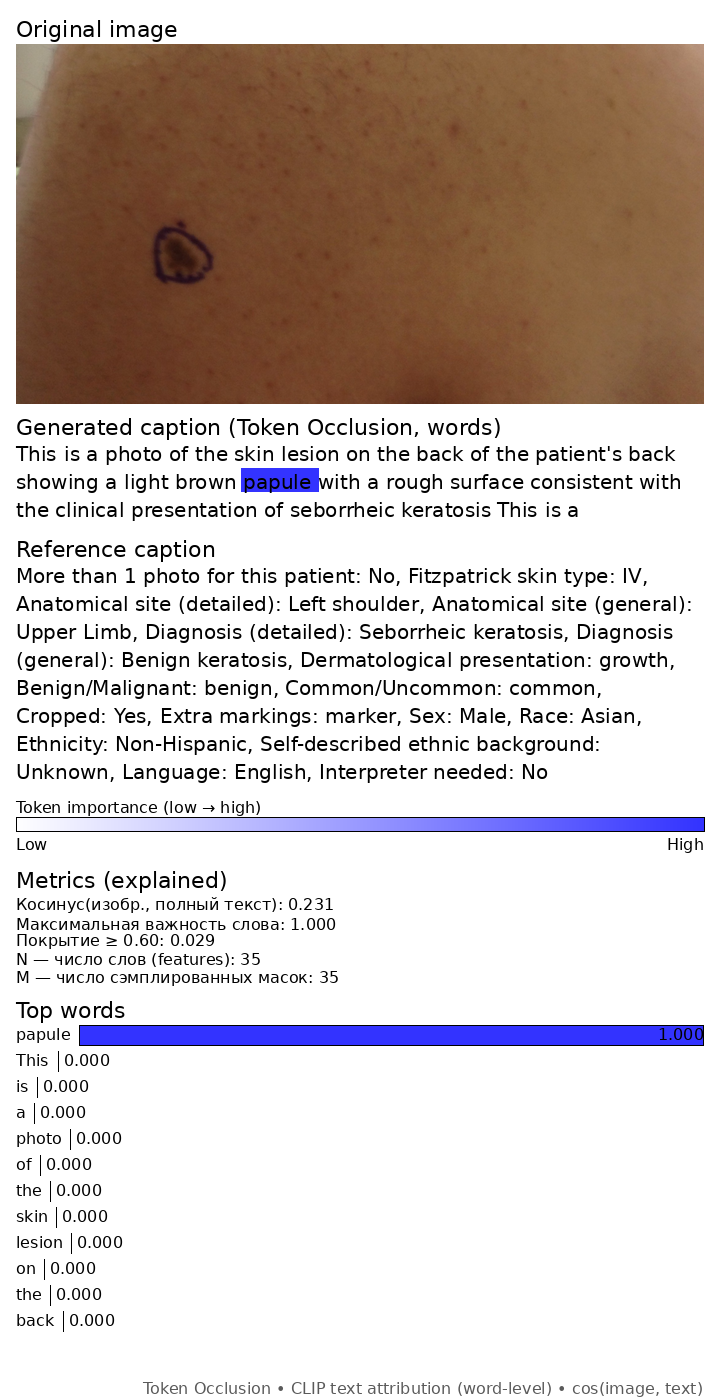 Original image
Generated caption (Token Occlusion, words)
This is a photo of the skin lesion on the back of the patient's back
showing a light brown papule with a rough surface consistent with
the clinical presentation of seborrheic keratosis This is a
Reference caption
More than 1 photo for this patient: No, Fitzpatrick skin type: IV,
Anatomical site (detailed): Left shoulder, Anatomical site (general):
Upper Limb, Diagnosis (detailed): Seborrheic keratosis, Diagnosis
(general): Benign keratosis, Dermatological presentation: growth,
Benign/Malignant: benign, Common/Uncommon: common,
Cropped: Yes, Extra markings: marker, Sex: Male, Race: Asian,
Ethnicity: Non-Hispanic, Self-described ethnic background:
Unknown, Language: English, Interpreter needed: No
Token importance (low → high)
Low High
Metrics (explained)
Косинус(изобр., полный текст): 0.231
Максимальная важность слова: 1.000
Покрытие ≥ 0.60: 0.029
N — число слов (features): 35
M — число сэмплированных масок: 35
Top words
papule 1.000
This 0.000
is 0.000
a 0.000
photo 0.000
of 0.000
the 0.000
skin 0.000
lesion 0.000
on 0.000
the 0.000
back 0.000
Token Occlusion • CLIP text attribution (word-level) • cos(image, text)